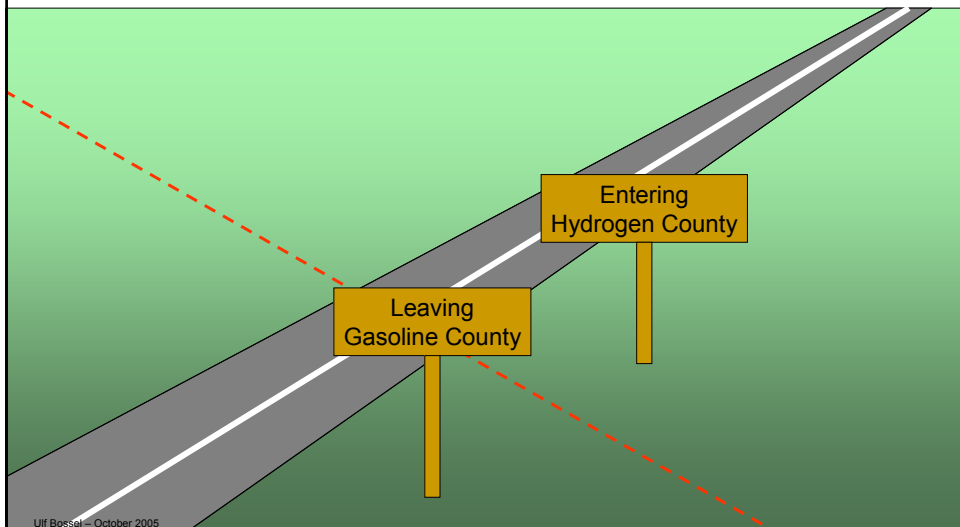 Entering
Hydrogen County
Leaving
Gasoline County
Ulf Bossel – October 2005